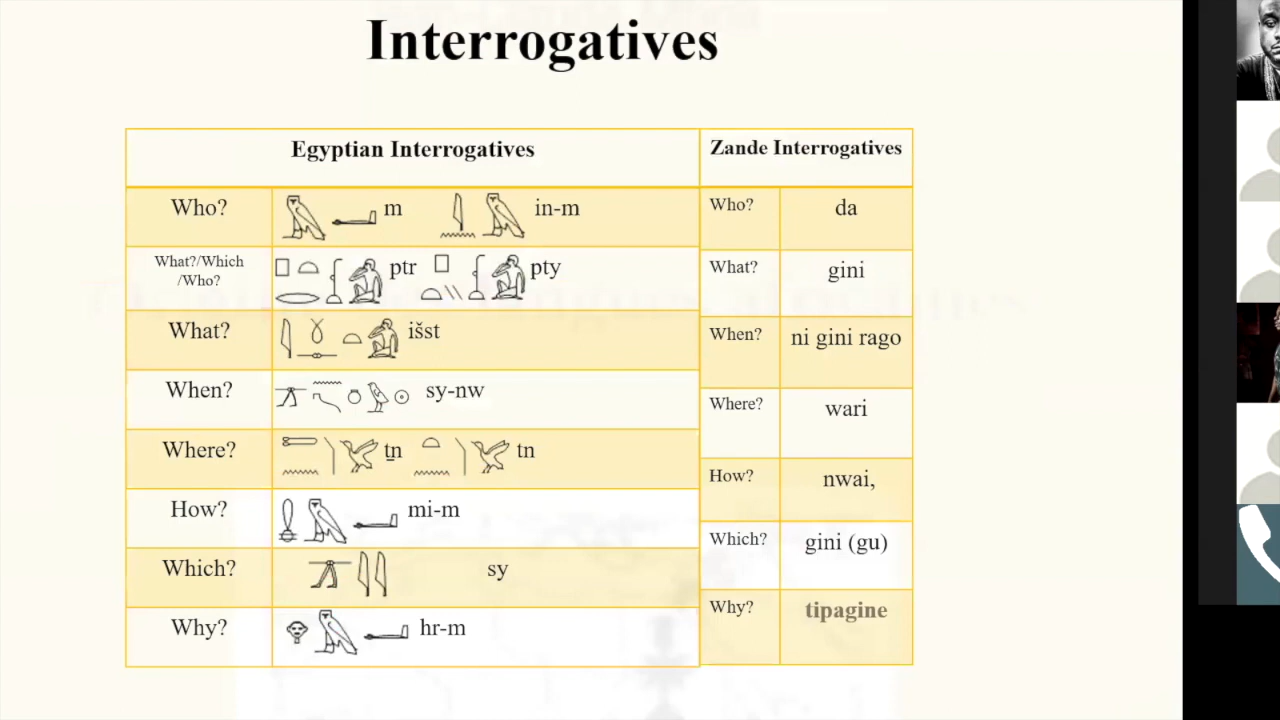 Interrogatives
Egyptian Interrogatives
Who? m in-m
What?/Which
/Who? ptr pty
What? išst
When? sy-nw
Where? ṯn tn
How? mi-m
Which? sy
Why? hr-m
Zande Interrogatives
Who? da
What? gini
When? ni gini rago
Where? wari
How? nwai,
Which? gini (gu)
Why? tipagine